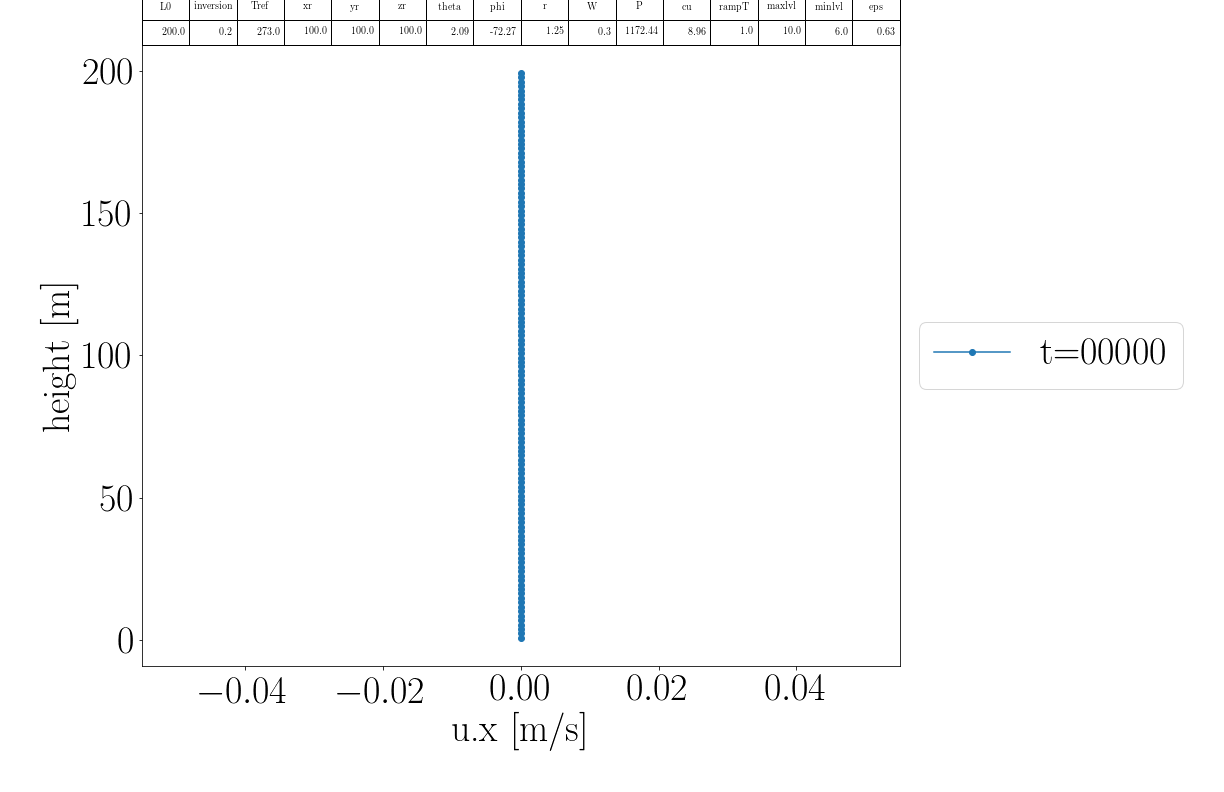 L0 inversion Tref xr yr zr theta phi r W P cu rampT maxlvl minlvl eps
200.0 0.2 273.0 100.0 100.0 100.0 2.09 -72.27 1.25 0.3 1172.44 8.96 1.0 10.0 6.0 0.63
200
150
100
50
0
height [m]
t=00000
−0.04 −0.02 0.00 0.02 0.04
u.x [m/s]